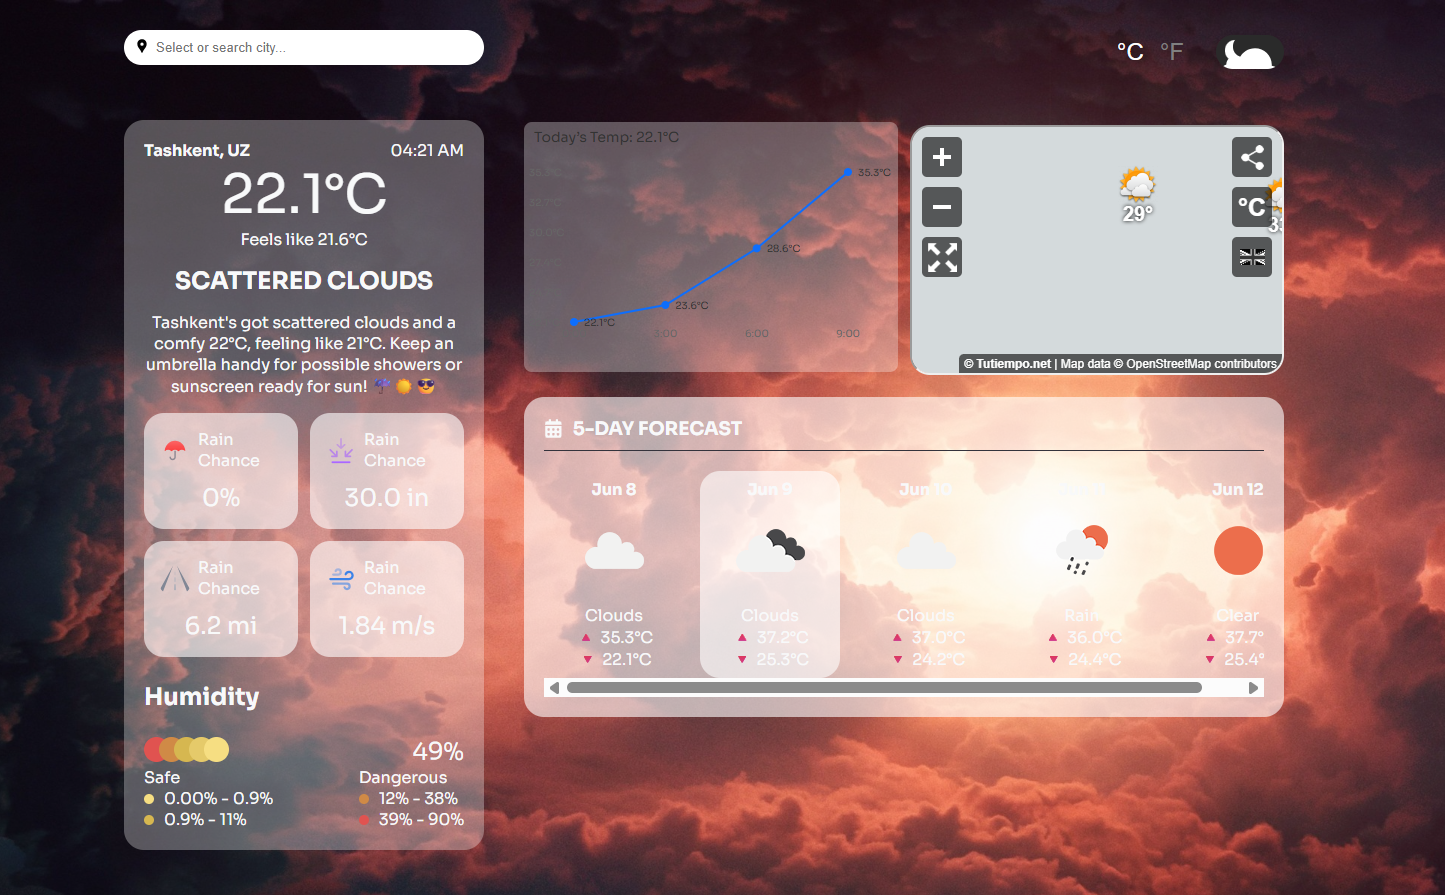 Select or search city...
°C °F
Tashkent, UZ 04:21 AM
22.1°C
Feels like 21.6°C
SCATTERED CLOUDS
Tashkent's got scattered clouds and a
comfy 22°C, feeling like 21°C. Keep an
umbrella handy for possible showers or
sunscreen ready for sun! ☂️ ☀️ 😎
Rain
Chance
0%
Rain
Chance
30.0 in
Rain
Chance
6.2 mi
Rain
Chance
1.84 m/s
Humidity
49%
Safe
0.00% - 0.9%
0.9% - 11%
Dangerous
12% - 38%
39% - 90%
Today's Temp: 22.1°C
35.3°C
28.6°C
23.6°C
22.1°C
3:00 6:00 9:00
29°
°C
© Tutiempo.net | Map data © OpenStreetMap contributors
5-DAY FORECAST
Jun 8
Clouds
35.3°C
22.1°C
Jun 9
Clouds
37.2°C
25.3°C
Jun 10
Clouds
37.0°C
24.2°C
Rain
36.0°C
24.4°C
Jun 12
Clear
37.7°
25.4°